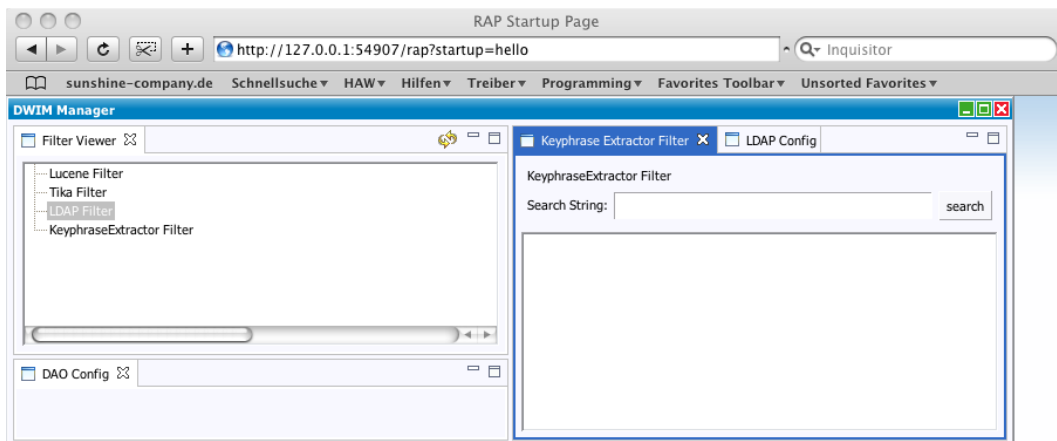 RAP Startup Page
http://127.0.0.1:54907/rap?startup=hello
Inquisitor
sunshine-company.de Schnellsuche HAW Hilfen Treiber Programming Favorites Toolbar Unsorted Favorites
DWIM Manager
Filter Viewer
Lucene Filter
Tika Filter
LDAP Filter
KeyphraseExtractor Filter
DAO Config
Keyphrase Extractor Filter LDAP Config
KeyphraseExtractor Filter
Search String: search